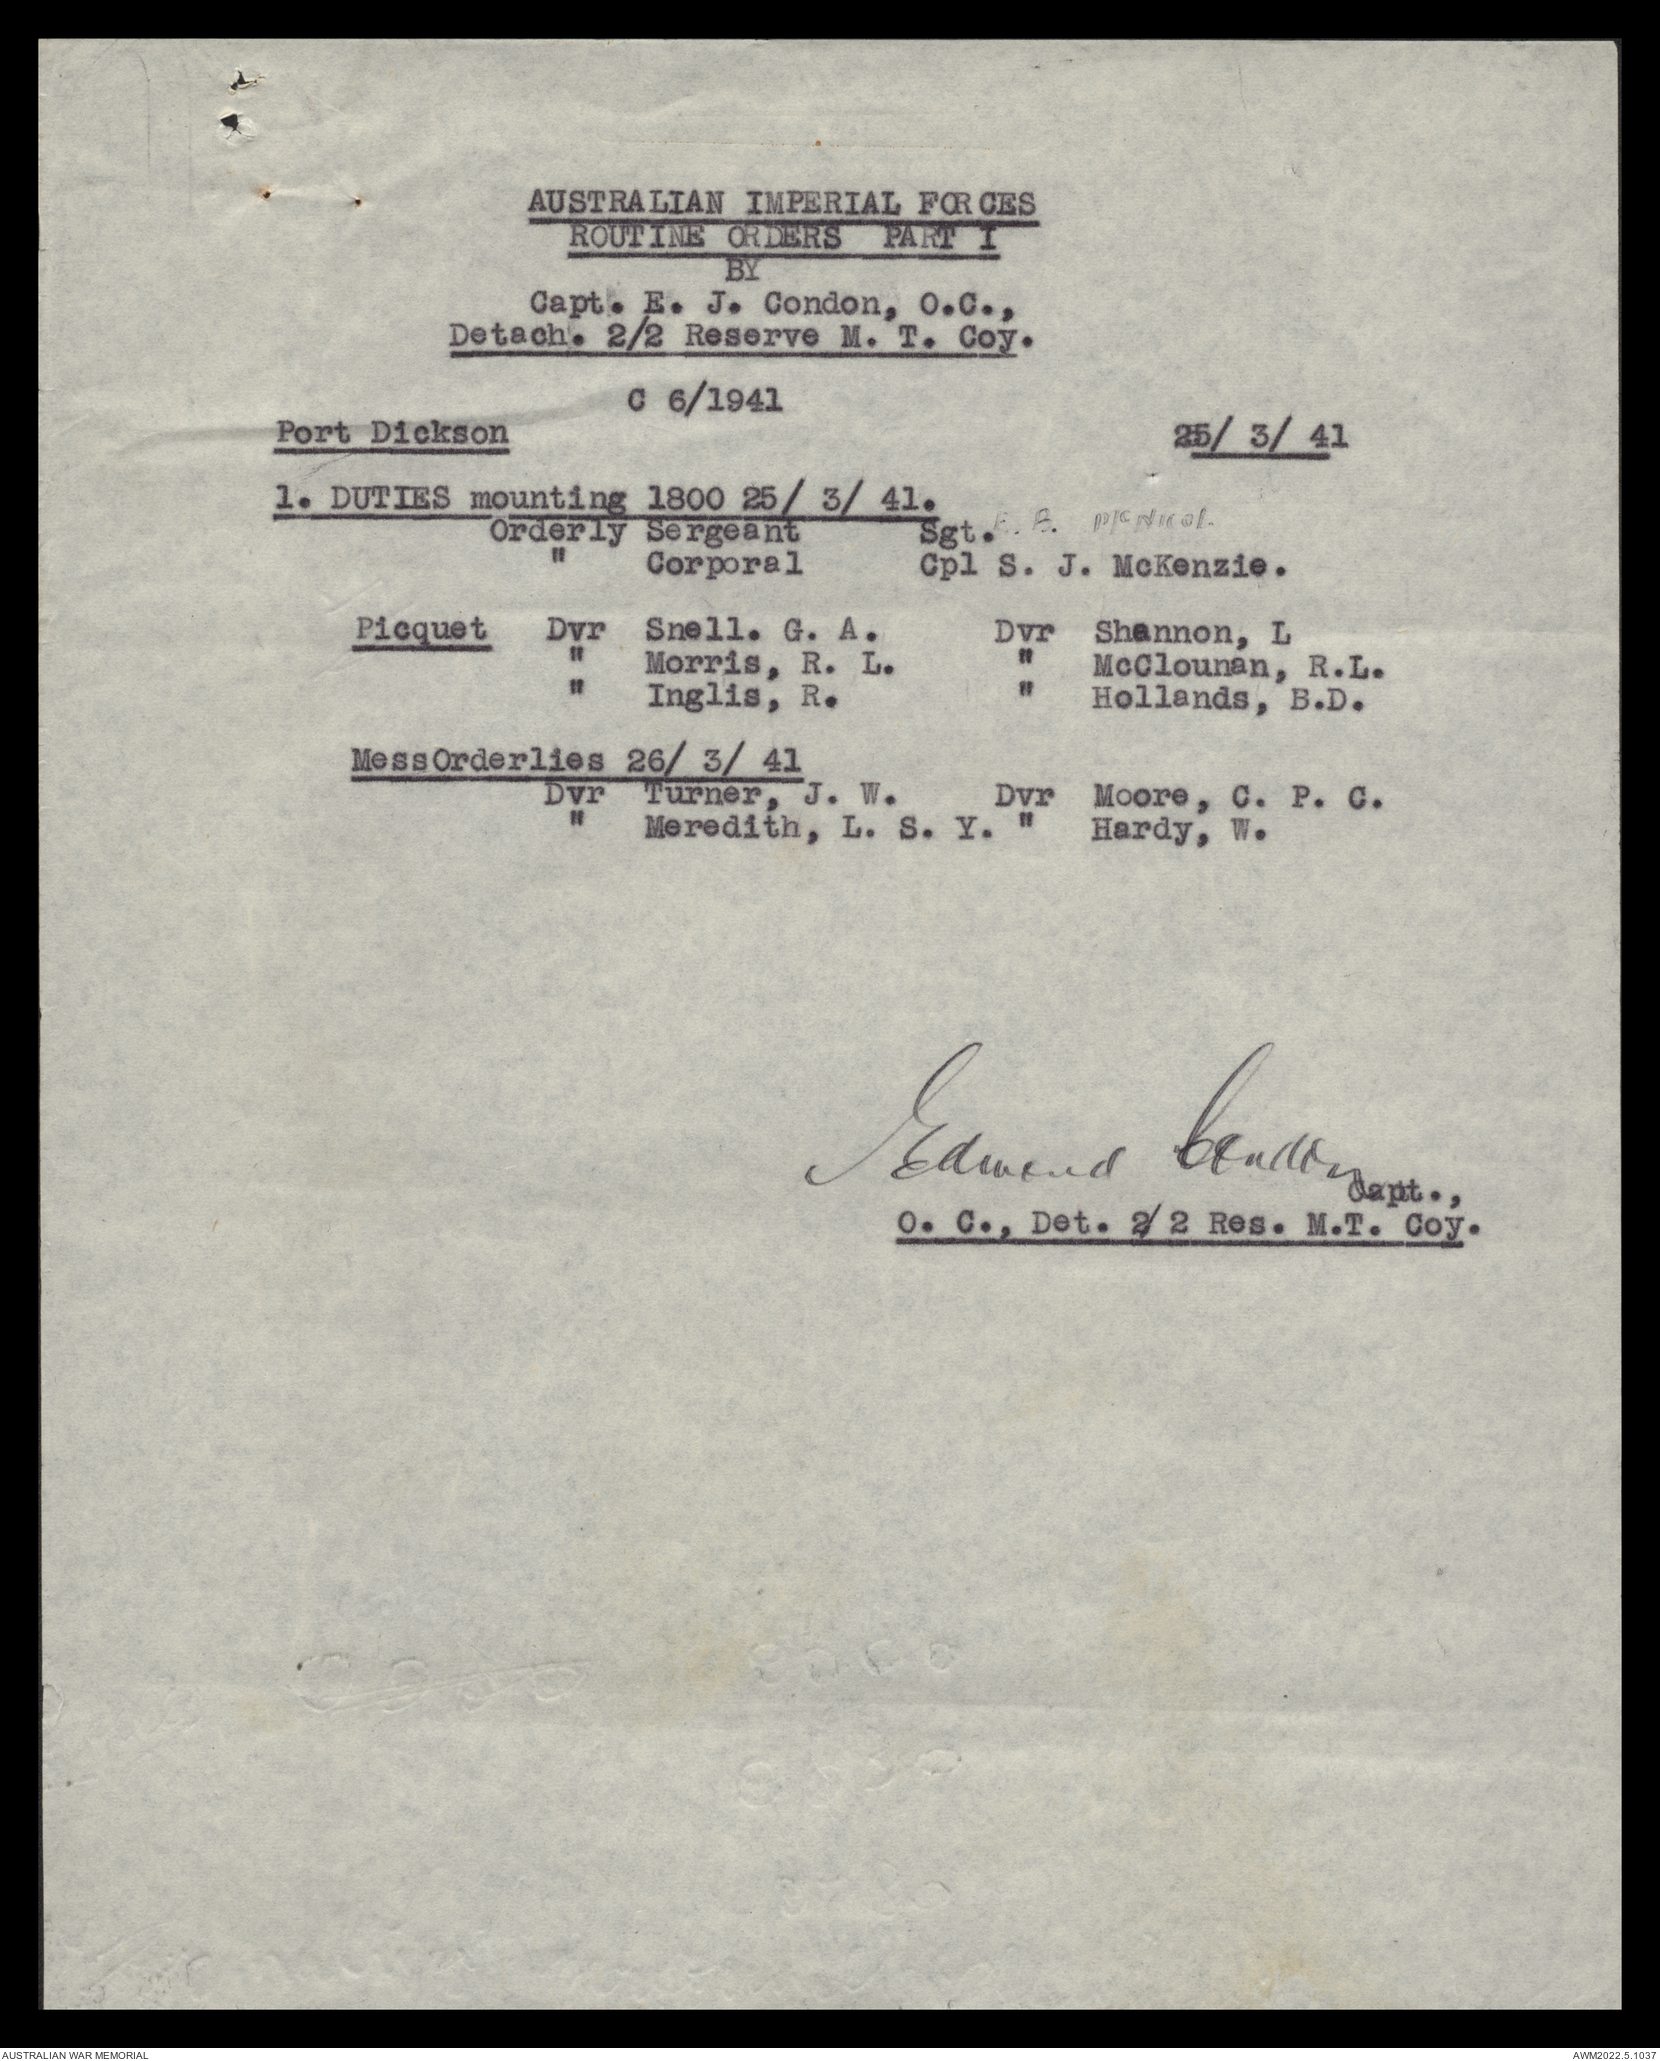 AUSTRALIAN IMPERIAL FORCES
ROUTINE ORDERS PART I
BY
Capt. E. J. Condon, O.C.,
Detach. 2/2 Reserve M. T. Coy.
C 6/1941
Port Dickson 25/ 3/ 41
1. DUTIES mounting 1800 25/ 3/ 41.
Orderly Sergeant Sgt. E. B. McNICOL
" Corporal Cpl S. J. McKenzie.
Picquet Dvr Snell. G. A. Dvr Shannon, L
" Morris, R. L. " McClounan, R.L.
" Inglis, R. " Hollands, B.D.
MessOrderlies 26/ 3/ 41
Dvr Turner, J. W. Dvr Moore, C. P. C.
" Meredith, L. S. Y. " Hardy, W.
Edmond Condon
Capt.,
O. C., Det. 2/ 2 Res. M.T. Coy.
AUSTRALIAN WAR MEMORIAL AWM2022.5.1037